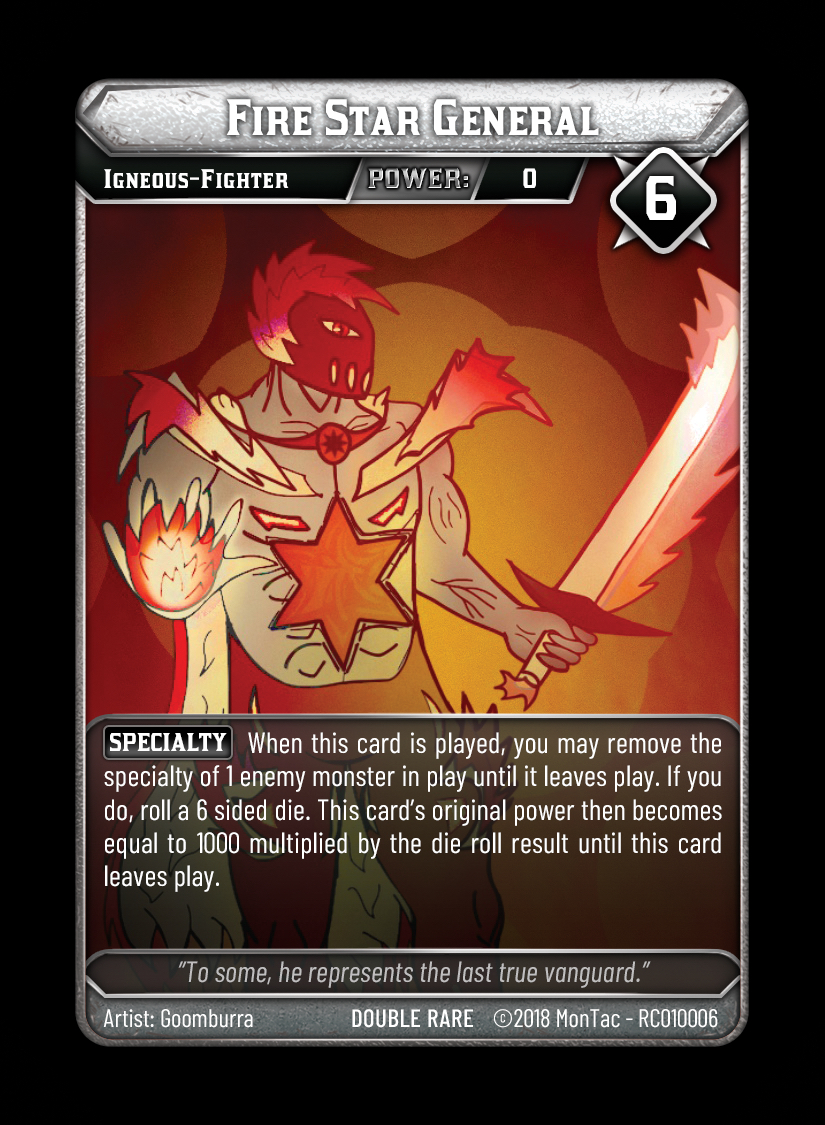 Fire Star General
Igneous-Fighter POWER: 0
6
SPECIALTY When this card is played, you may remove the
specialty of 1 enemy monster in play until it leaves play. If you
do, roll a 6 sided die. This card's original power then becomes
equal to 1000 multiplied by the die roll result until this card
leaves play.
"To some, he represents the last true vanguard."
Artist: Goomburra DOUBLE RARE ©2018 MonTac - RC010006